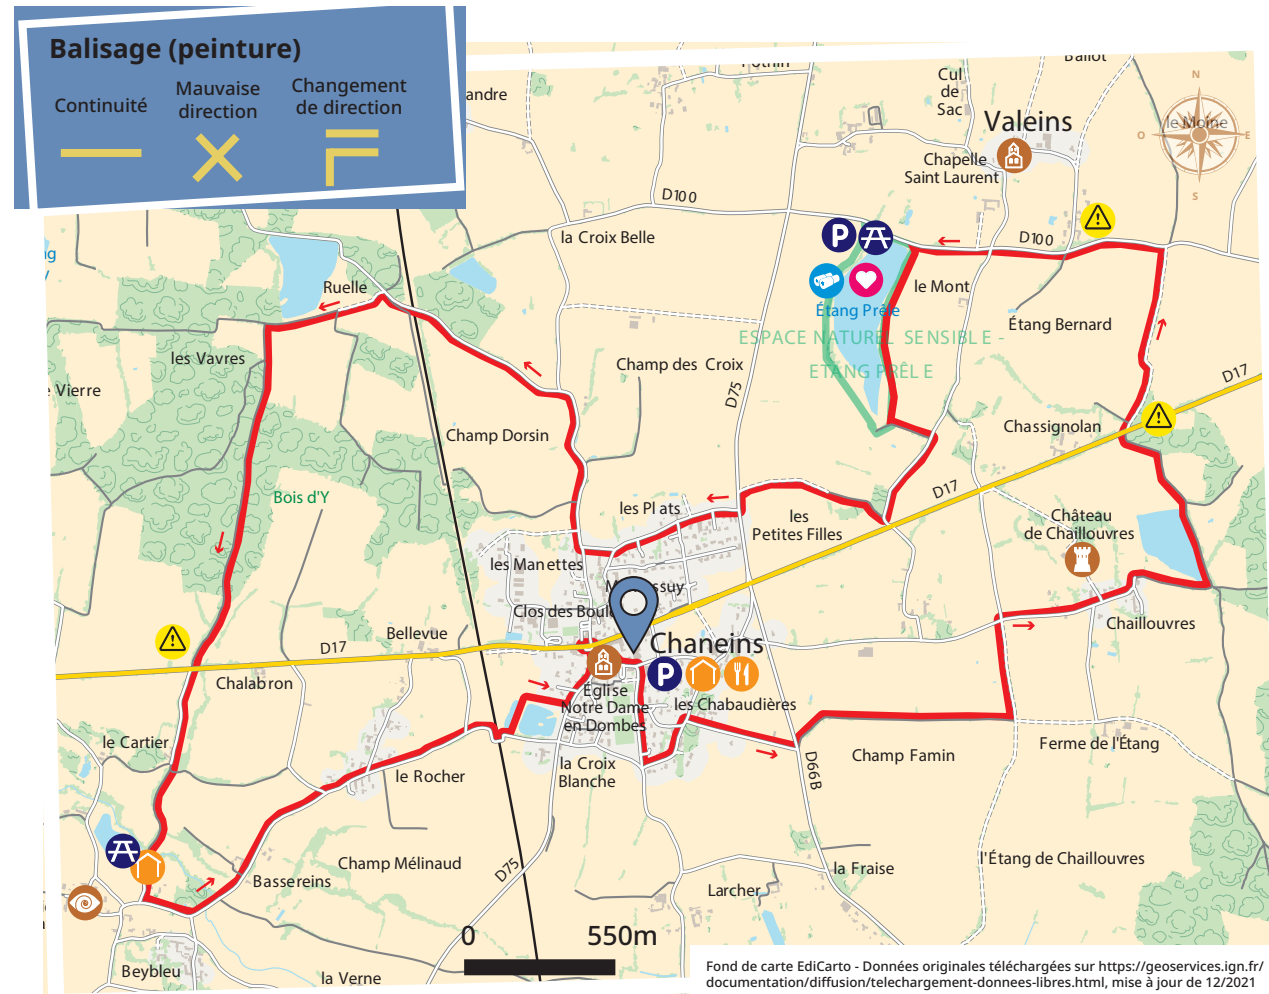 Balisage (peinture)
Continuité
Mauvaise
direction
Changement
de direction
andre
Cul
de
Sac
Ballot
Valeins
le Moine
N
O
E
S
Chapelle
Saint Laurent
D100
la Croix Belle
D100
P
Ruelle
le Mont
Étang Prêle
Étang Bernard
ESPACE NATUREL SENSIBLE -
ETANG PRÊLE
les Vavres
Champ des Croix
D75
D17
Vierre
Champ Dorsin
Chassignolan
Bois d'Y
D17
les Plats
les
Petites Filles
Château
de Chaillouvres
les Manettes
Clos des
Chaillouvres
Bellevue
D17
Chaneins
P
Chalabron
Église
Notre Dame
en Dombes
les Chabaudières
le Cartier
la Croix
Blanche
D66B
Champ Famin
Ferme de l'Étang
le Rocher
Champ Mélinaud
Bassereins
D75
la Fraise
l'Étang de Chaillouvres
Larcher
0 550m
Beybleu
la Verne
Fond de carte EdiCarto - Données originales téléchargées sur https://geoservices.ign.fr/
documentation/diffusion/telechargement-donnees-libres.html, mise à jour de 12/2021